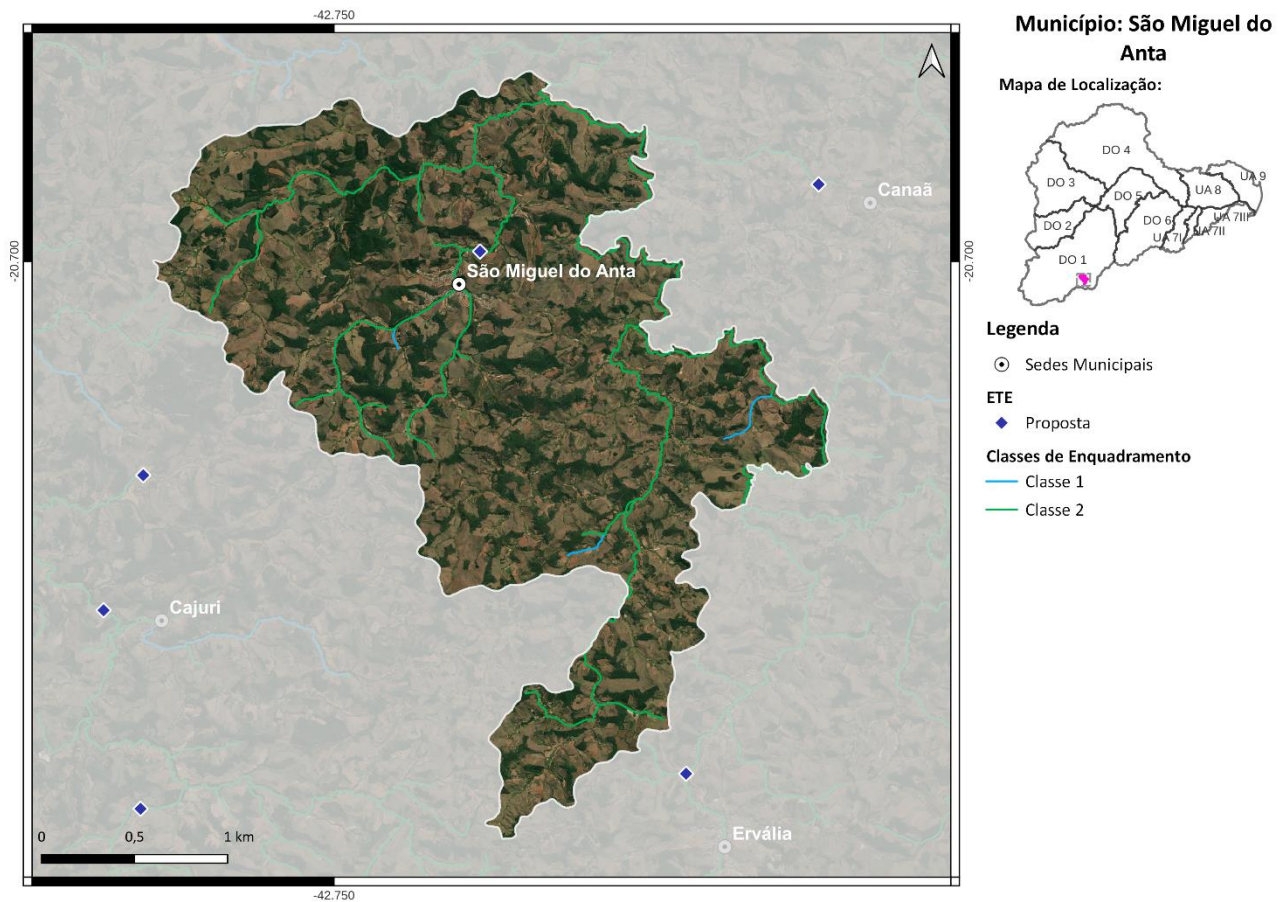 -42.750
Município: São Miguel do
Anta
Mapa de Localização:
DO 4
DO 3
DO 5
UA 8
UA 9
DO 2
DO 6
UA 7III
UA 7II
UA 7I
DO 1
Canaã
-20.700
-20.700
São Miguel do Anta
Legenda
Sedes Municipais
ETE
Proposta
Classes de Enquadramento
Classe 1
Classe 2
Cajuri
Ervália
0 0,5 1 km
-42.750